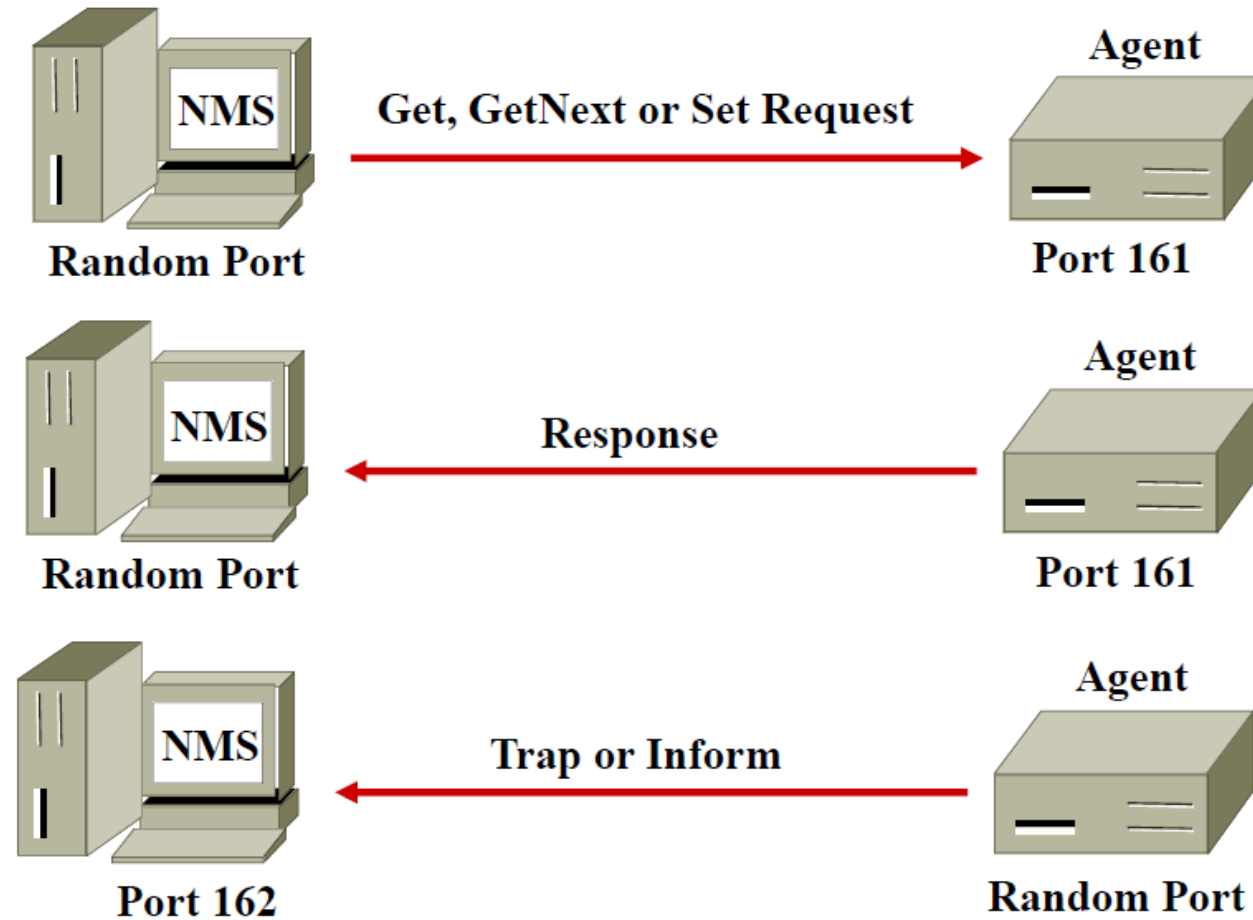 Agent
NMS
Get, GetNext or Set Request
Random Port
Port 161
Agent
NMS
Response
Random Port
Port 161
Agent
NMS
Trap or Inform
Port 162
Random Port